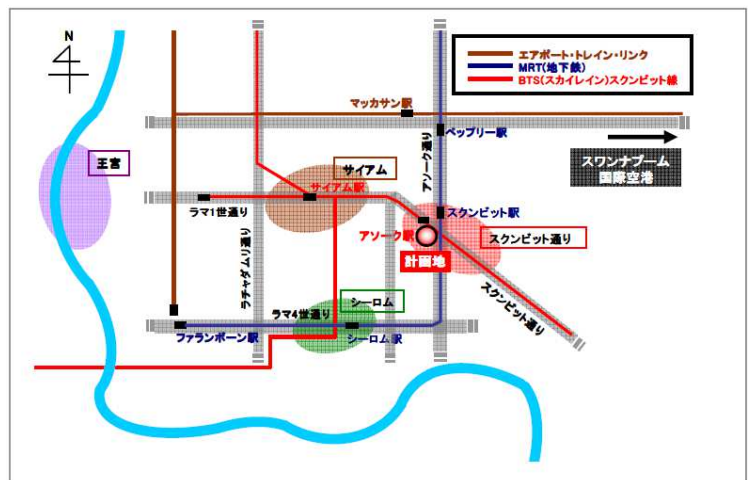 N
エアポート・トレイン・リンク
MRT(地下鉄)
BTS(スカイレイン)スクンビット線
マッカサン駅
ペップリー駅
アソーク通り
スワンナプーム
国際空港
王宮
サイアム
サイアム駅
ラマ1世通り
スクンビット駅
アソーク駅
スクンビット通り
計画地
ラチャダムリ通り
シーロム
ラマ4世通り
スクンビット通り
ファランポーン駅
シーロム駅